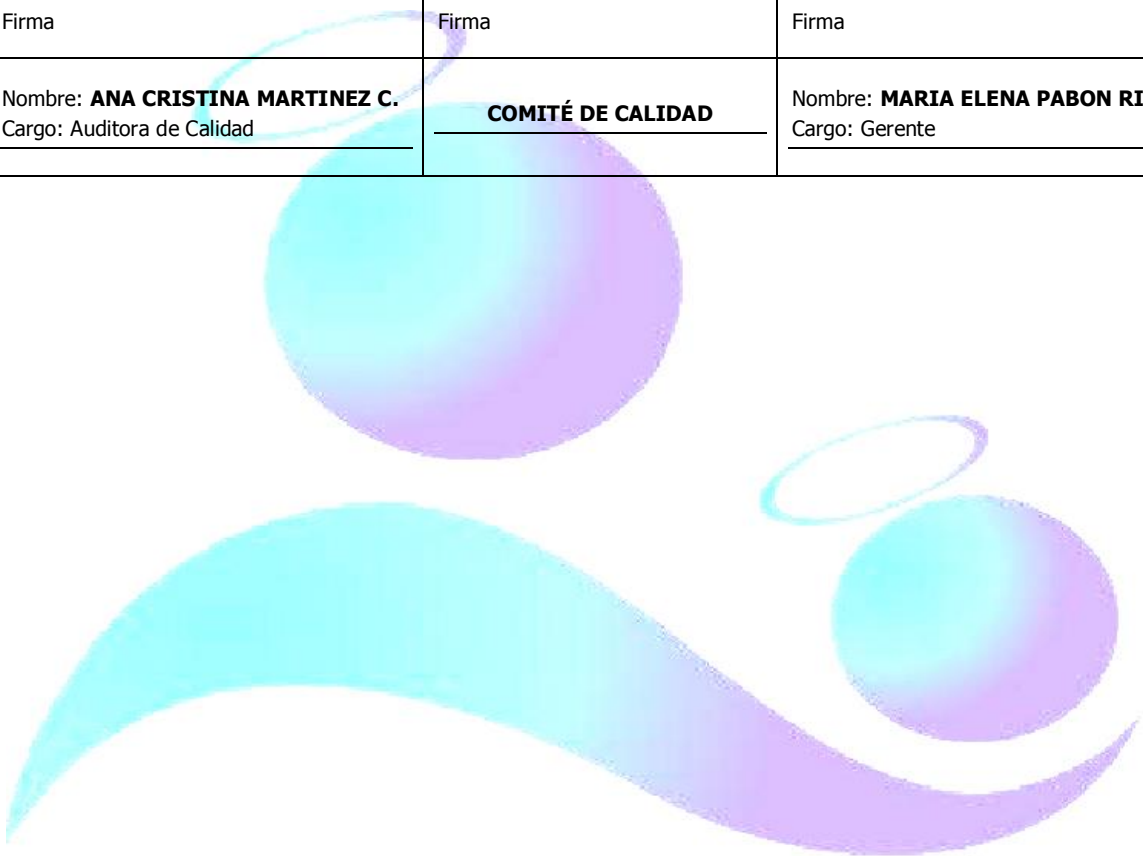 Firma
Firma
Firma
Nombre: ANA CRISTINA MARTINEZ C.
Cargo: Auditora de Calidad
COMITÉ DE CALIDAD
Nombre: MARIA ELENA PABON
Cargo: Gerente